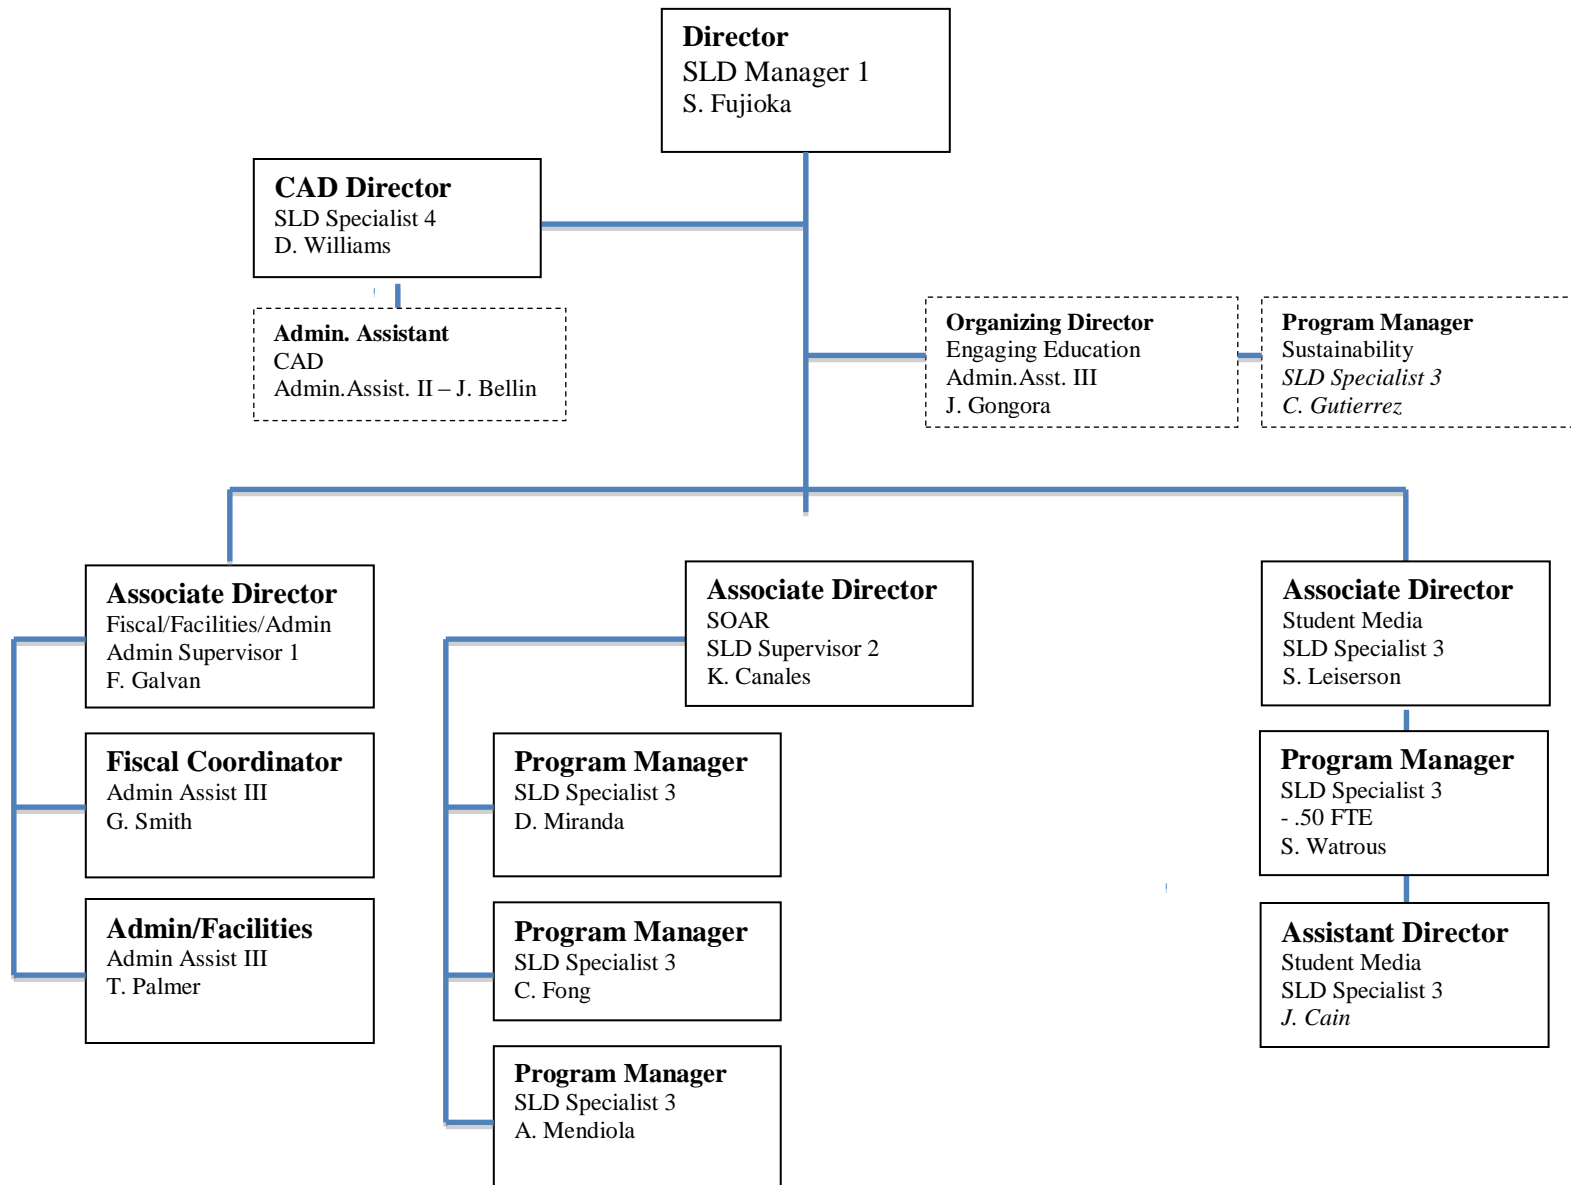 Director
SLD Manager 1
S. Fujioka
CAD Director
SLD Specialist 4
D. Williams
Admin. Assistant
CAD
Admin.Assist. II – J. Bellin
Organizing Director
Engaging Education
Admin.Asst. III
J. Gongora
Program Manager
Sustainability
SLD Specialist 3
C. Gutierrez
Associate Director
Fiscal/Facilities/Admin
Admin Supervisor 1
F. Galvan
Fiscal Coordinator
Admin Assist III
G. Smith
Admin/Facilities
Admin Assist III
T. Palmer
Associate Director
SOAR
SLD Supervisor 2
K. Canales
Program Manager
SLD Specialist 3
D. Miranda
Program Manager
SLD Specialist 3
C. Fong
Program Manager
SLD Specialist 3
A. Mendiola
Associate Director
Student Media
SLD Specialist 3
S. Leiserson
Program Manager
SLD Specialist 3
- .50 FTE
S. Watrous
Assistant Director
Student Media
SLD Specialist 3
J. Cain